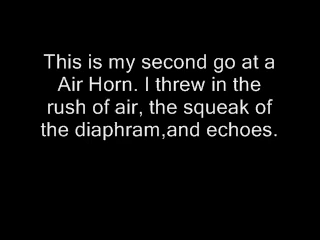 This is my second go at a
Air Horn. I threw in the
rush of air, the squeak of
the diaphram,and echoes.